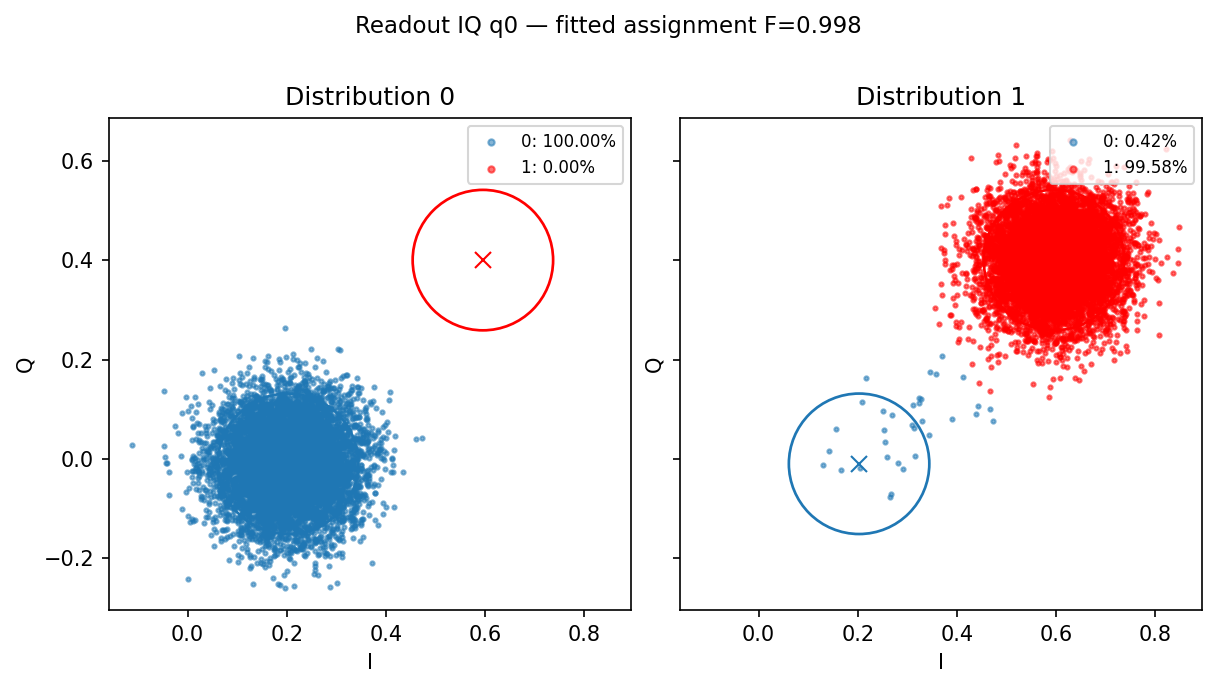 Readout IQ q0 — fitted assignment F=0.998
Distribution 0
0: 100.00%
1: 0.00%
Q
0.6
0.4
0.2
0.0
−0.2
0.0 0.2 0.4 0.6 0.8
I
Distribution 1
0: 0.42%
1: 99.58%
Q
0.0 0.2 0.4 0.6 0.8
I